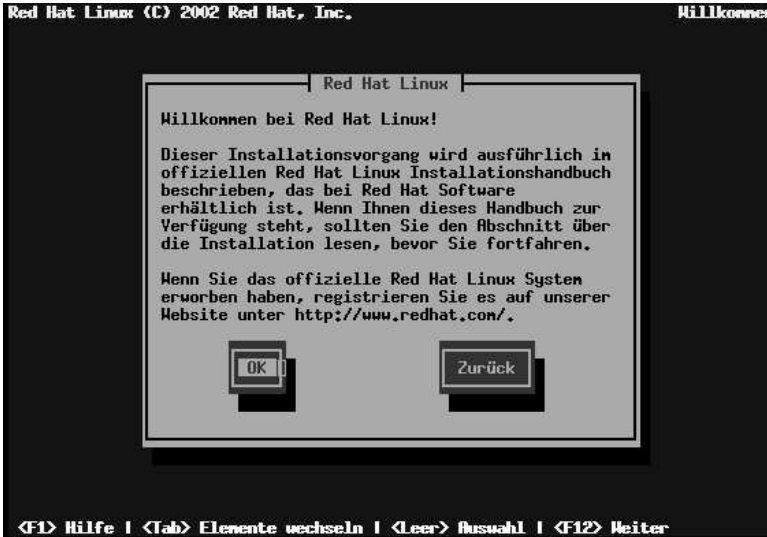 Red Hat Linux (C) 2002 Red Hat, Inc. Willkommen
Red Hat Linux
Willkommen bei Red Hat Linux!
Dieser Installationsvorgang wird ausführlich im
offiziellen Red Hat Linux Installationshandbuch
beschrieben, das bei Red Hat Software
erhältlich ist. Wenn Ihnen dieses Handbuch zur
Verfügung steht, sollten Sie den Abschnitt über
die Installation lesen, bevor Sie fortfahren.
Wenn Sie das offizielle Red Hat Linux System
erworben haben, registrieren Sie es auf unserer
Website unter http://www.redhat.com/.
OK Zurück
<F1> Hilfe | <Tab> Elemente wechseln | <Leer> Auswahl | <F12> Weiter